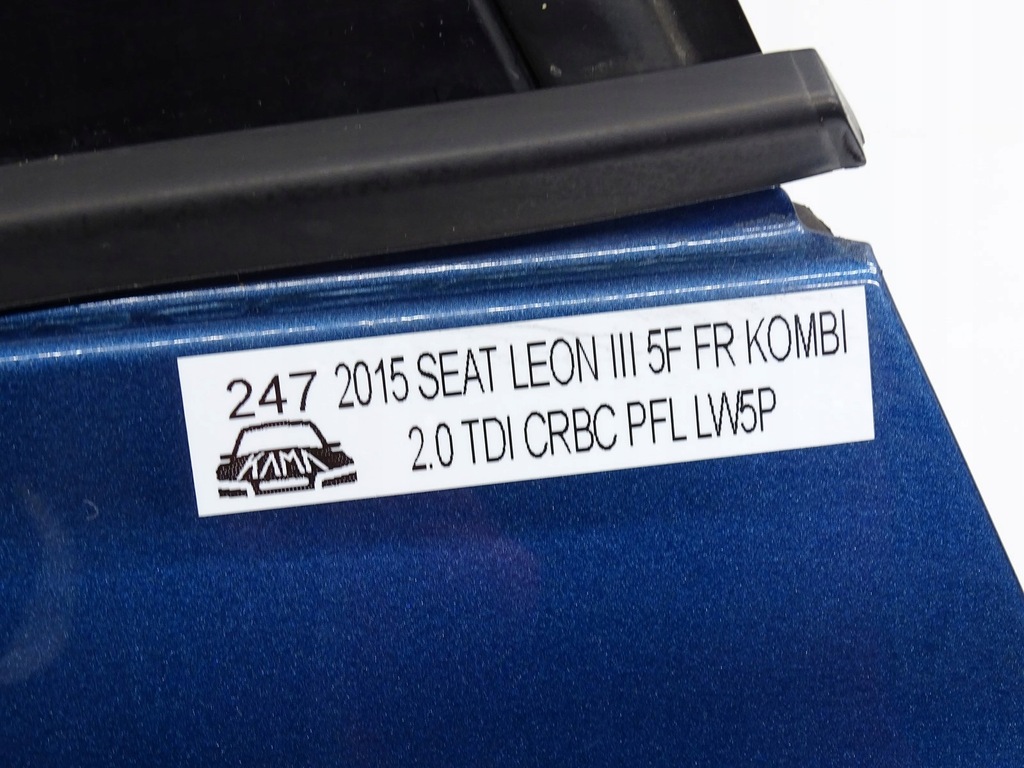 247 2015 SEAT LEON III 5F FR KOMBI
KAMA 2.0 TDI CRBC PFL LW5P